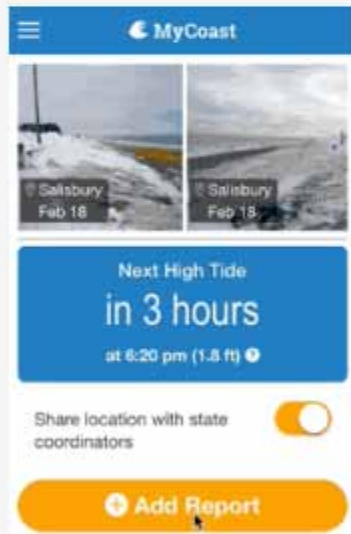 MyCoast
Salisbury
Feb 18
Salisbury
Feb 18
Next High Tide
in 3 hours
at 6:20 pm (1.8 ft)
Share location with state
coordinators
Add Report